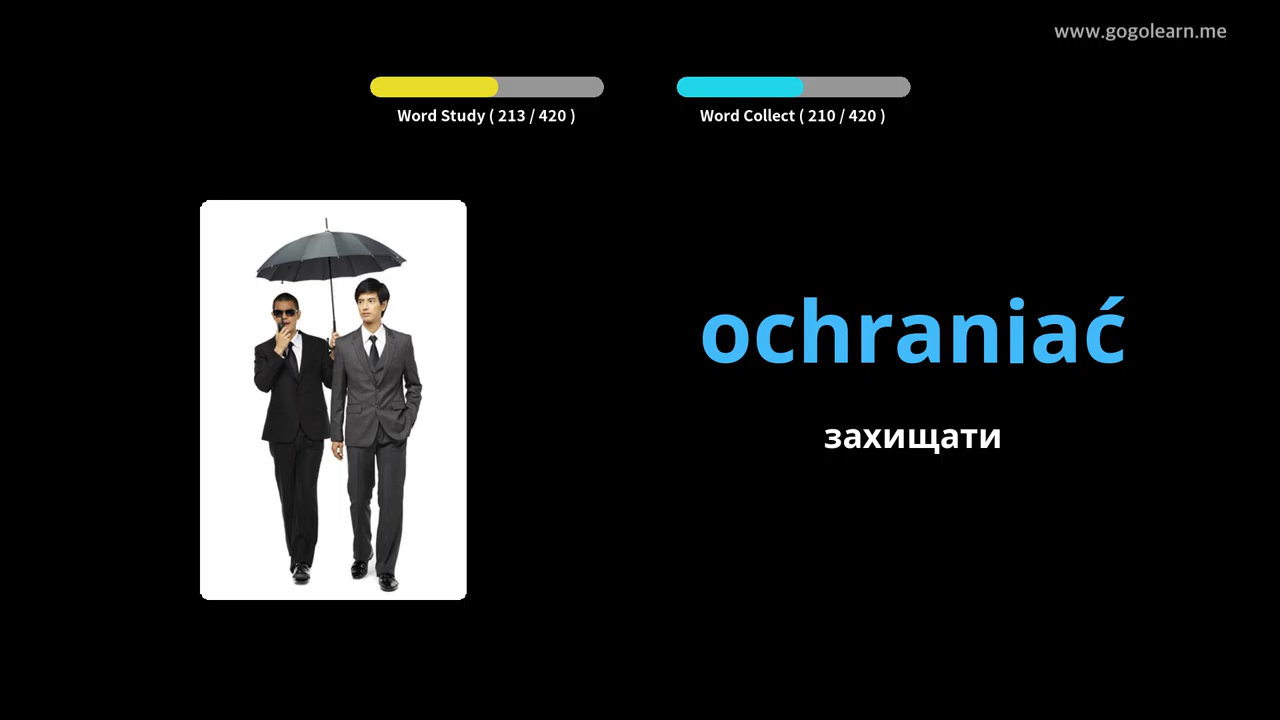 www.gogolearn.me
Word Study ( 213 / 420 )
Word Collect ( 210 / 420 )
ochraniać
захищати